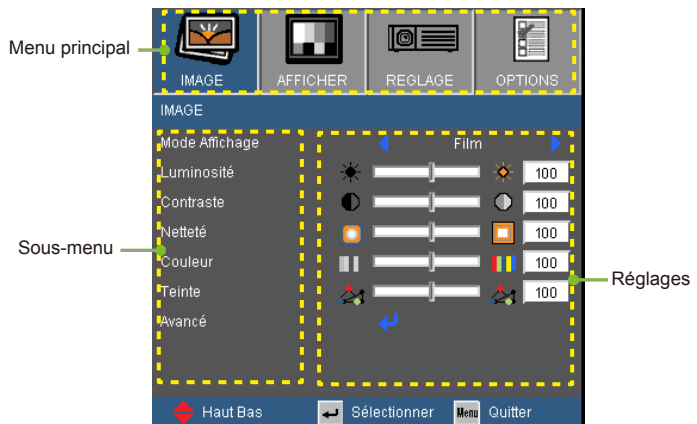 Menu principal
IMAGE AFFICHER REGLAGE OPTIONS
IMAGE
Mode Affichage Film
Luminosité 100
Contraste 100
Netteté 100
Sous-menu
Couleur 100
Réglages
Teinte 100
Avancé
Haut Bas Sélectionner Menu Quitter